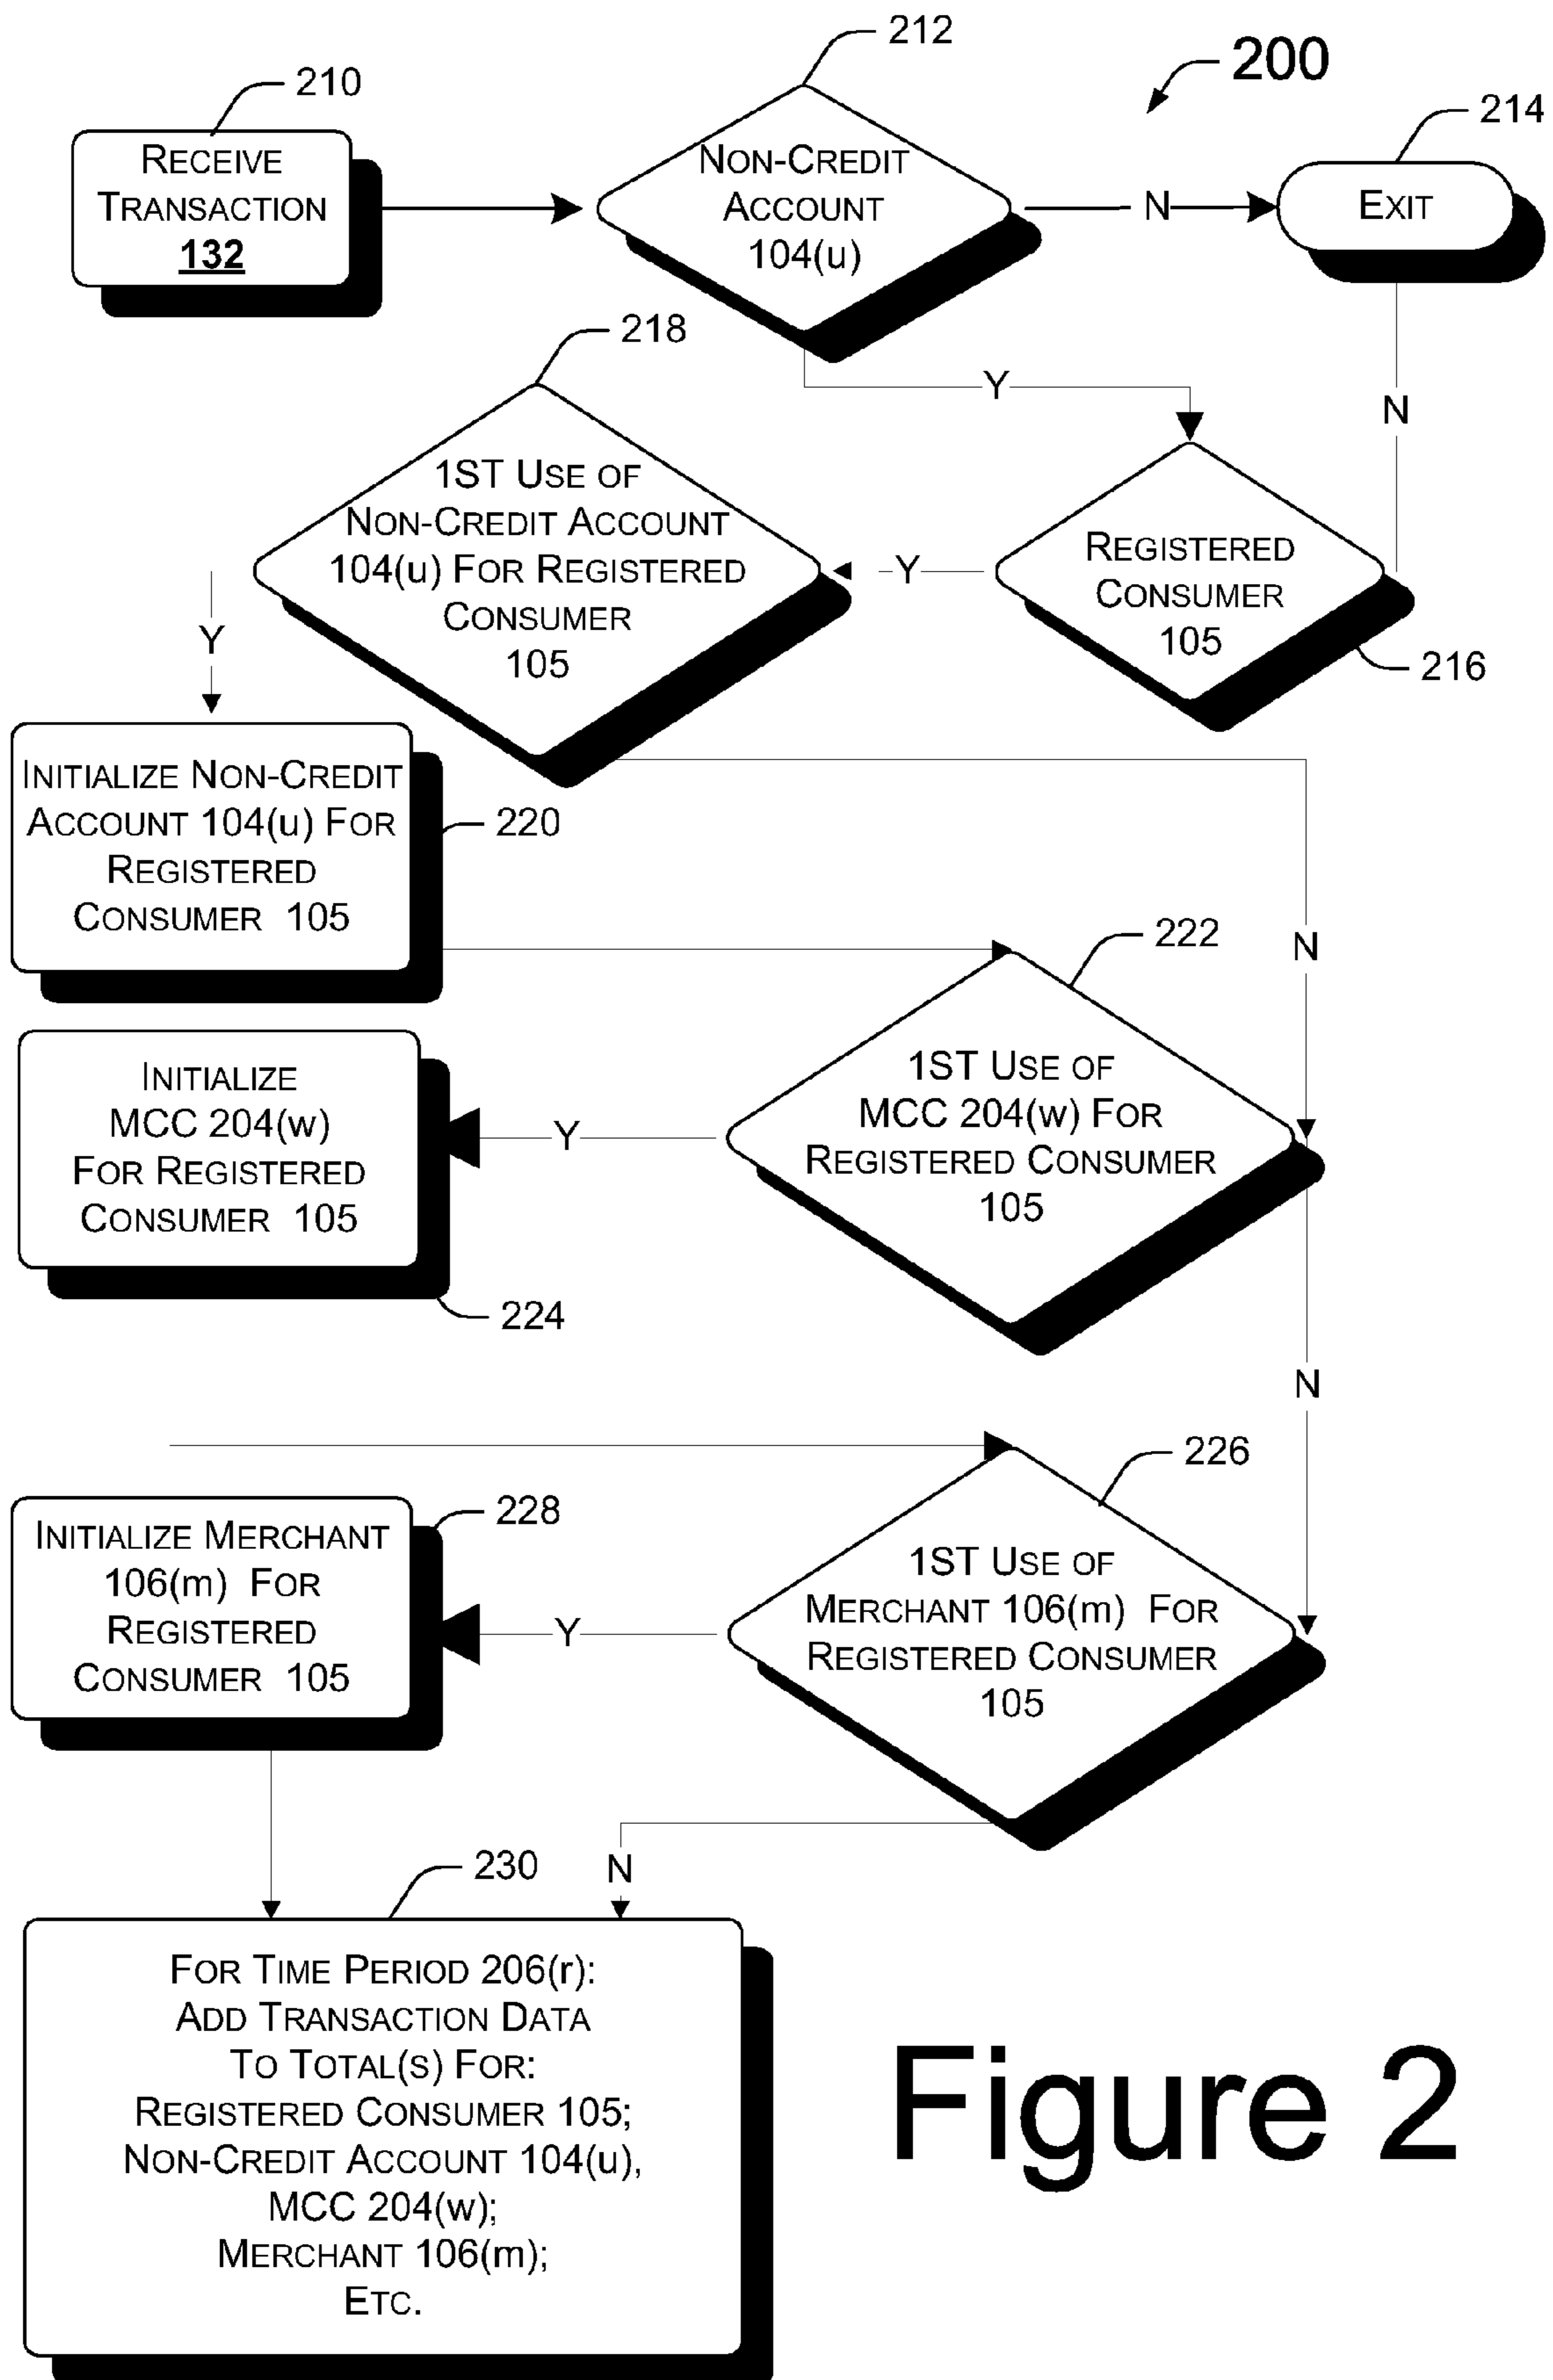 200
210
RECEIVE
TRANSACTION
132
212
NON-CREDIT
ACCOUNT
104(u)
N
214
EXIT
Y
N
218
1ST USE OF
NON-CREDIT ACCOUNT
104(u) FOR REGISTERED
CONSUMER
105
Y
REGISTERED
CONSUMER
105
216
Y
INITIALIZE NON-CREDIT
ACCOUNT 104(u) FOR
REGISTERED
CONSUMER 105
220
N
222
1ST USE OF
MCC 204(w) FOR
REGISTERED CONSUMER
105
Y
INITIALIZE
MCC 204(w)
FOR REGISTERED
CONSUMER 105
224
N
226
1ST USE OF
MERCHANT 106(m) FOR
REGISTERED CONSUMER
105
Y
228
INITIALIZE MERCHANT
106(m) FOR
REGISTERED
CONSUMER 105
N
230
FOR TIME PERIOD 206(r):
ADD TRANSACTION DATA
TO TOTAL(S) FOR:
REGISTERED CONSUMER 105;
NON-CREDIT ACCOUNT 104(u),
MCC 204(w);
MERCHANT 106(m);
ETC.
Figure 2